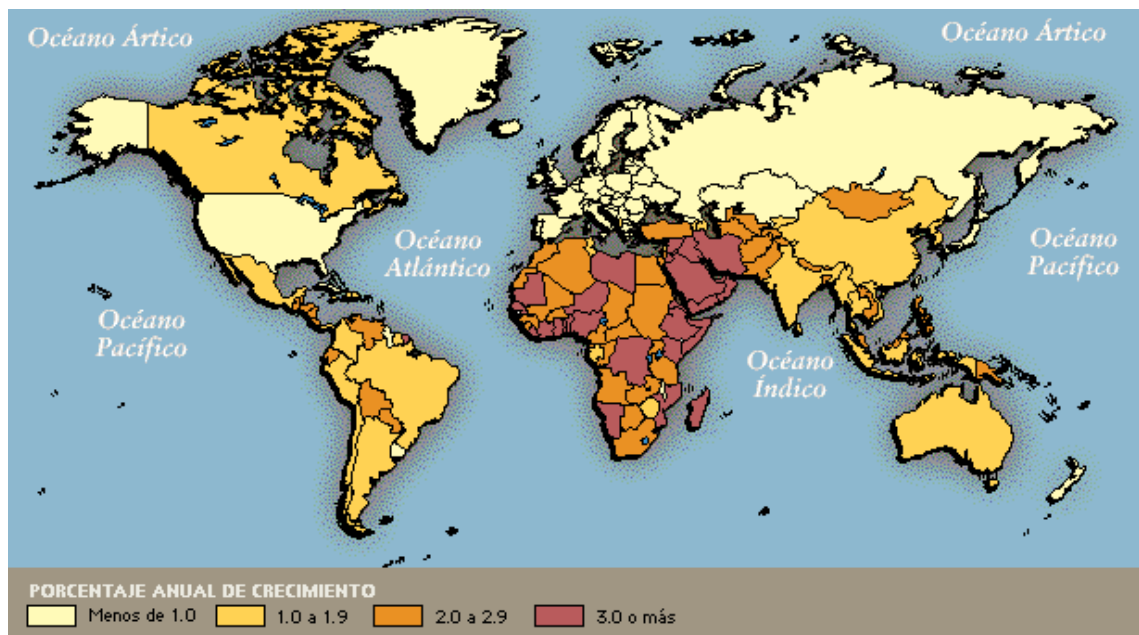 Océano Ártico
Océano Ártico
Océano
Atlántico
Océano
Pacífico
Océano
Pacífico
Océano
Índico
PORCENTAJE ANUAL DE CRECIMIENTO
Menos de 1.0
1.0 a 1.9
2.0 a 2.9
3.0 o más